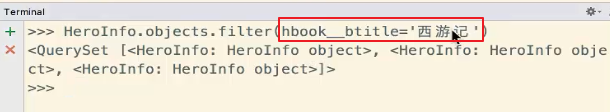 Terminal
>>> HeroInfo.objects.filter(hbook__btitle='西游记')
<QuerySet [<HeroInfo: HeroInfo object>, <HeroInfo: HeroInfo obje
ct>, <HeroInfo: HeroInfo object>]>
>>>